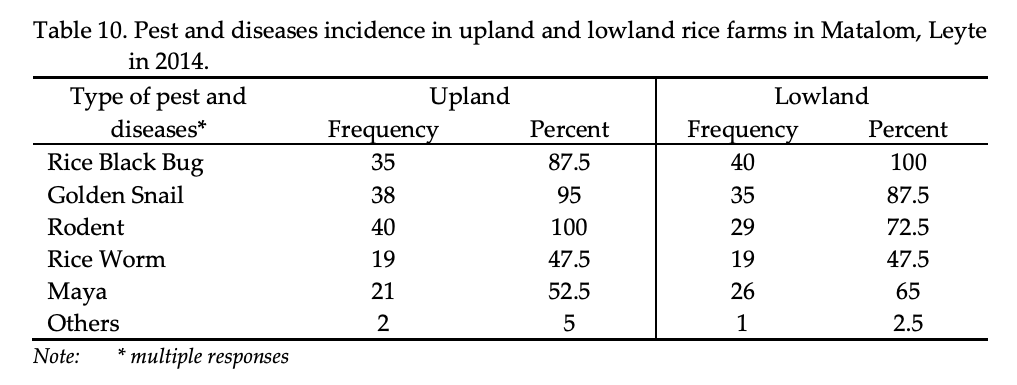 Table 10. Pest and diseases incidence in upland and lowland rice farms in Matalom, Leyte
in 2014.
Type of pest and Upland Lowland
diseases* Frequency Percent Frequency Percent
Rice Black Bug 35 87.5 40 100
Golden Snail 38 95 35 87.5
Rodent 40 100 29 72.5
Rice Worm 19 47.5 19 47.5
Maya 21 52.5 26 65
Others 2 5 1 2.5
Note: * multiple responses